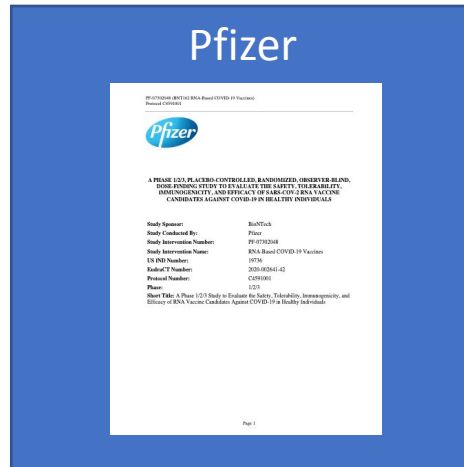 Pfizer
PF-07302048 (BNT162 RNA-Based COVID-19 Vaccines)
Protocol C4591001
Pfizer
A PHASE 1/2/3, PLACEBO-CONTROLLED, RANDOMIZED, OBSERVER-BLIND,
DOSE-FINDING STUDY TO EVALUATE THE SAFETY, TOLERABILITY,
IMMUNOGENICITY, AND EFFICACY OF SARS-COV-2 RNA VACCINE
CANDIDATES AGAINST COVID-19 IN HEALTHY INDIVIDUALS
Study Sponsor: BioNTech
Study Conducted By: Pfizer
Study Intervention Number: PF-07302048
Study Intervention Name: RNA-Based COVID-19 Vaccines
US IND Number: 19736
EudraCT Number: 2020-002641-42
Protocol Number: C4591001
Phase: 1/2/3
Short Title: A Phase 1/2/3 Study to Evaluate the Safety, Tolerability, Immunogenicity, and
Efficacy of RNA Vaccine Candidates Against COVID-19 in Healthy Individuals
Page 1